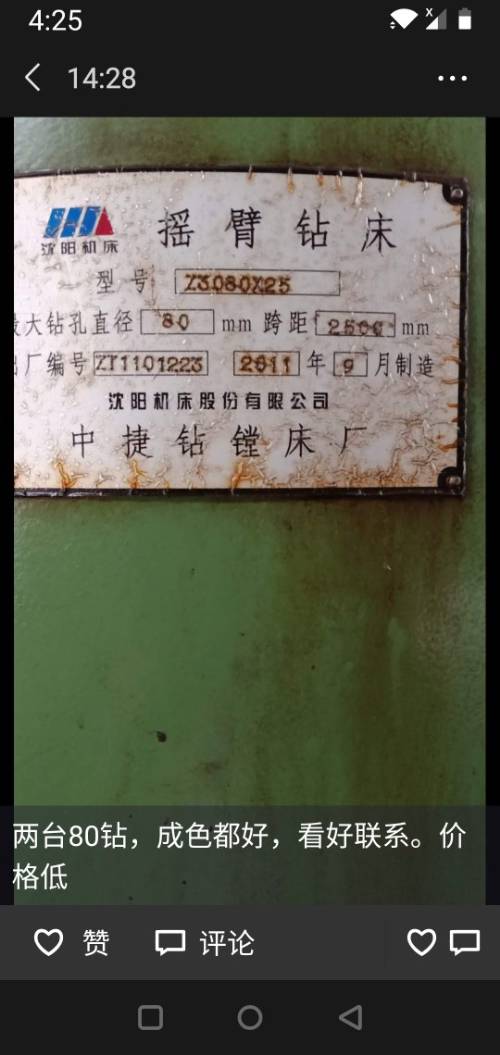 4:25
14:28
沈阳机床
摇臂钻床
型号 Z3080X25
大钻孔直径 80 mm 跨距 2500 mm
厂编号 ZT1101223 2011 年 9 月制造
沈阳机床股份有限公司
中捷钻镗床厂
两台80钻，成色都好，看好联系。价
格低
赞 评论